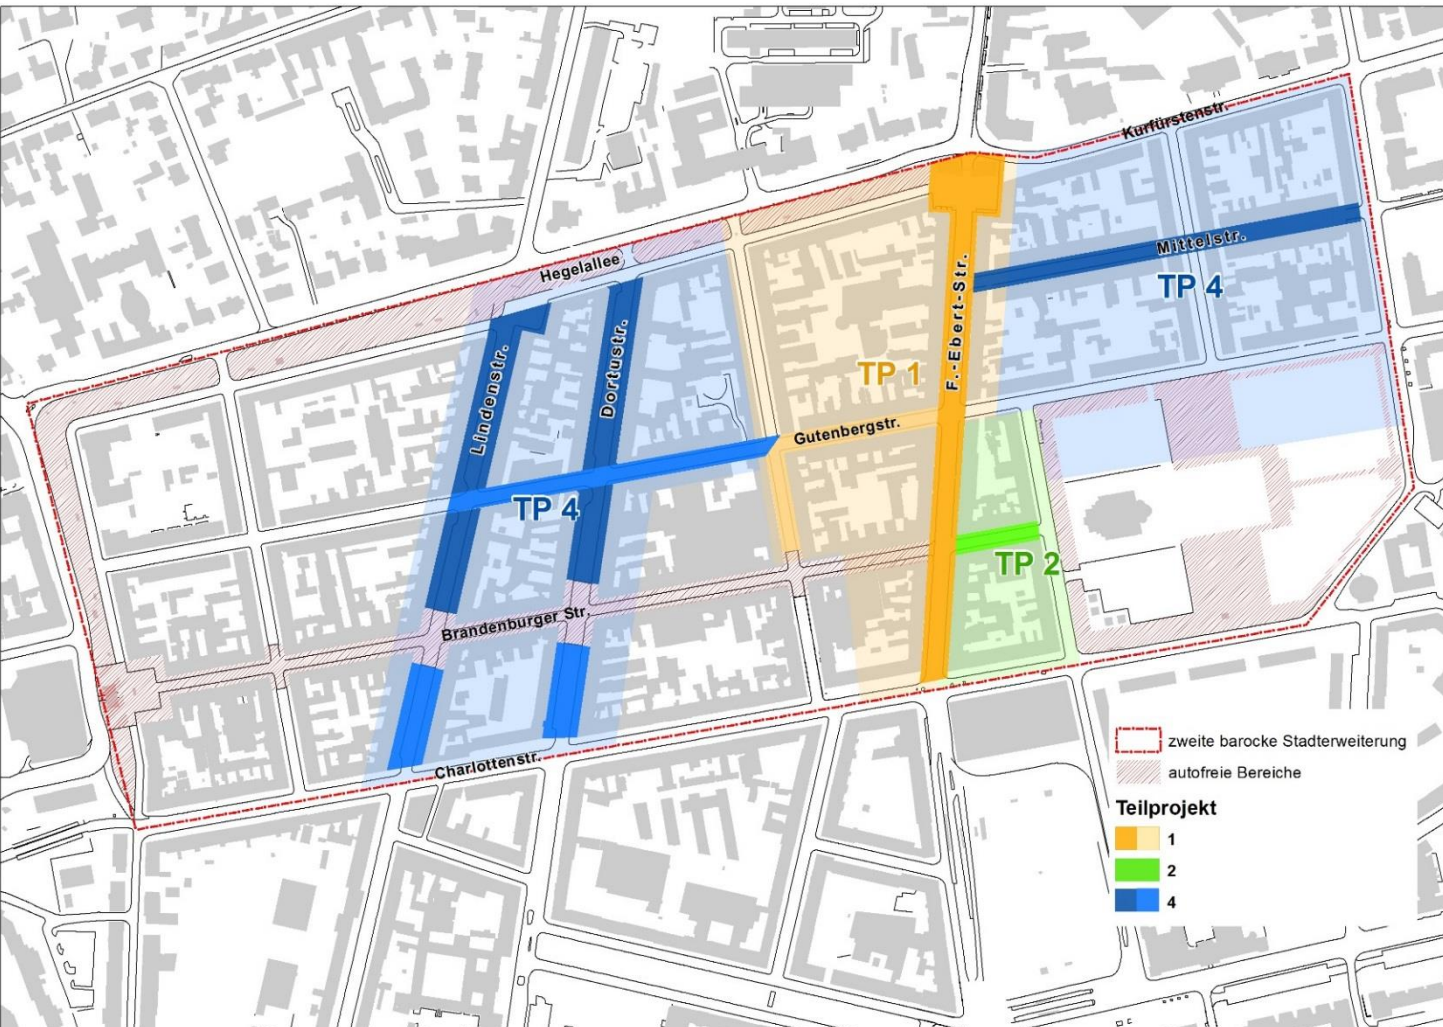 Kurfürstenstr.
Hegelallee
Mittelstr.
TP 4
F.-Ebert-Str.
Dortustr.
Lindenstr.
TP 1
Gutenbergstr.
TP 4
TP 2
Brandenburger Str.
Charlottenstr.
zweite barocke Stadterweiterung
autofreie Bereiche
Teilprojekt
1
2
4